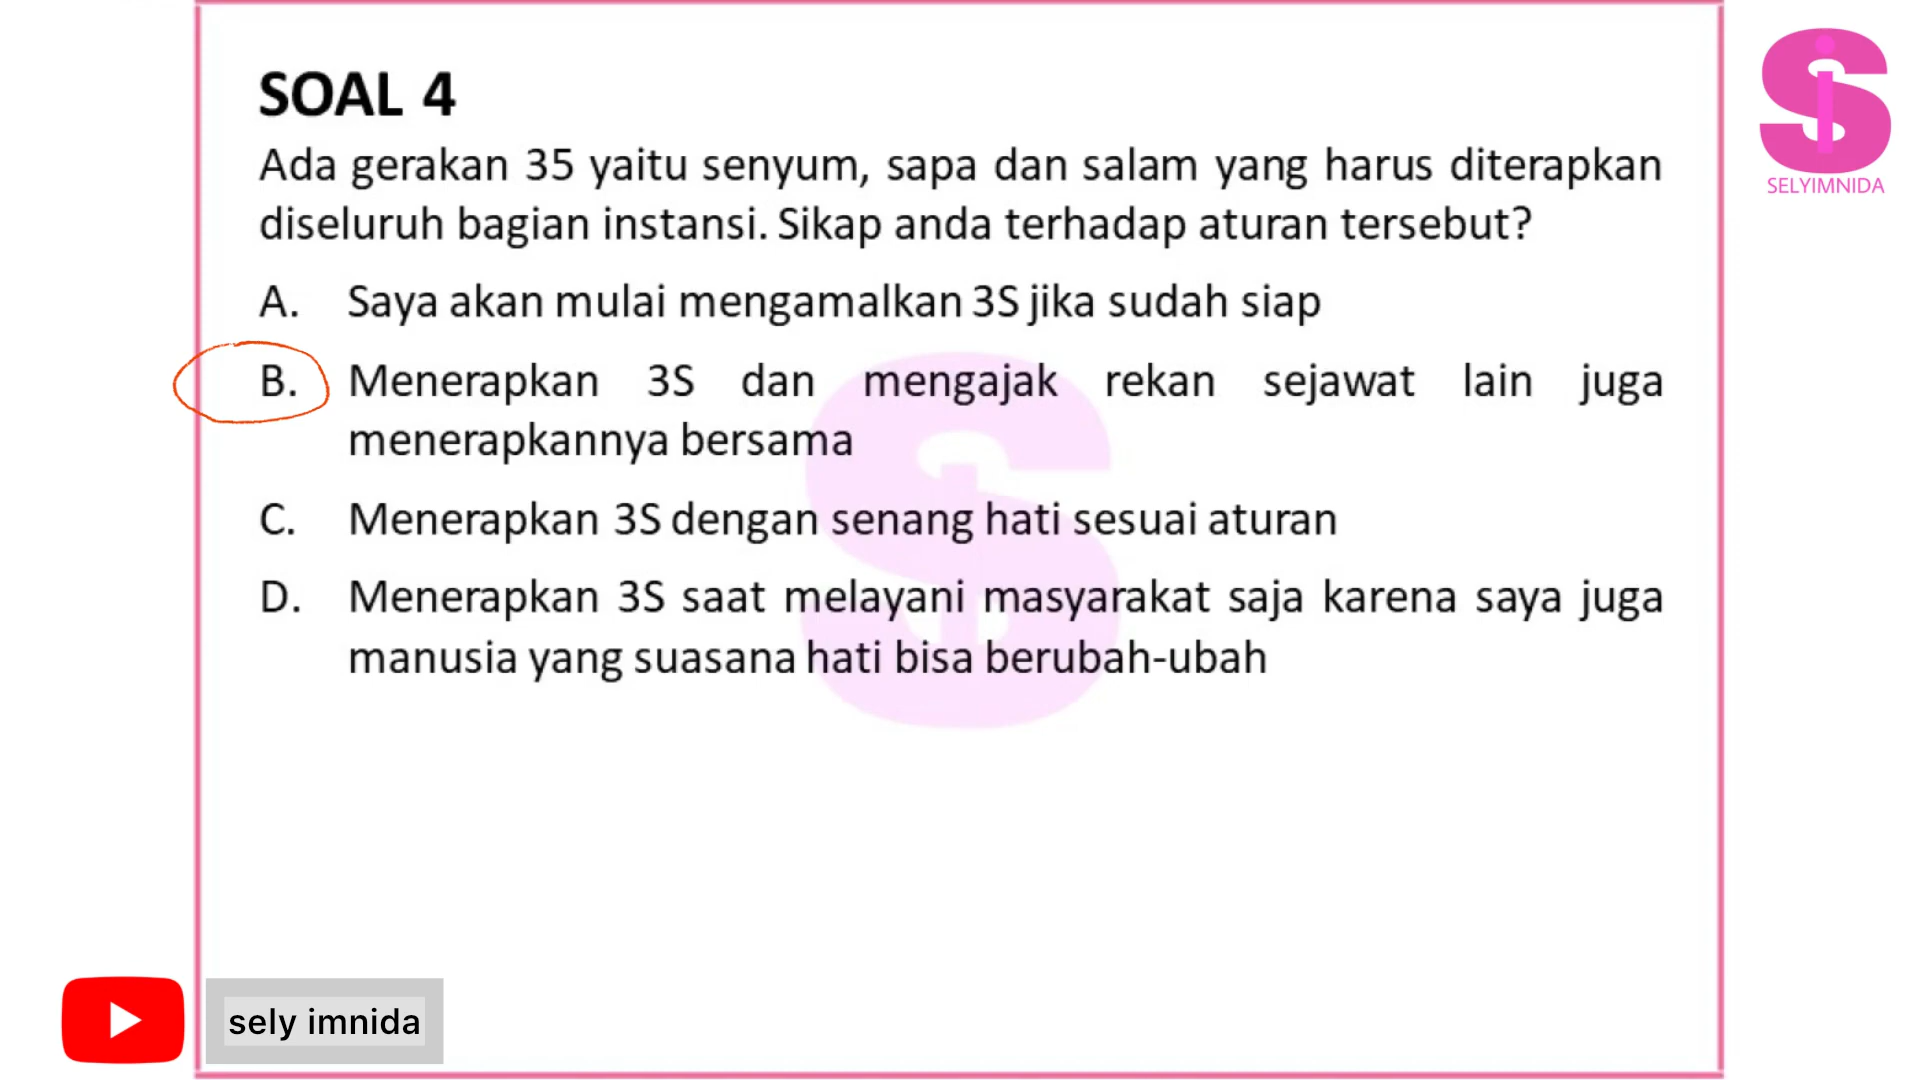 SOAL 4
Ada gerakan 35 yaitu senyum, sapa dan salam yang harus diterapkan
diseluruh bagian instansi. Sikap anda terhadap aturan tersebut?
A. Saya akan mulai mengamalkan 3S jika sudah siap
B. Menerapkan 3S dan mengajak rekan sejawat lain juga
menerapkannya bersama
C. Menerapkan 3S dengan senang hati sesuai aturan
D. Menerapkan 3S saat melayani masyarakat saja karena saya juga
manusia yang suasana hati bisa berubah-ubah
SELYIMNIDA
sely imnida